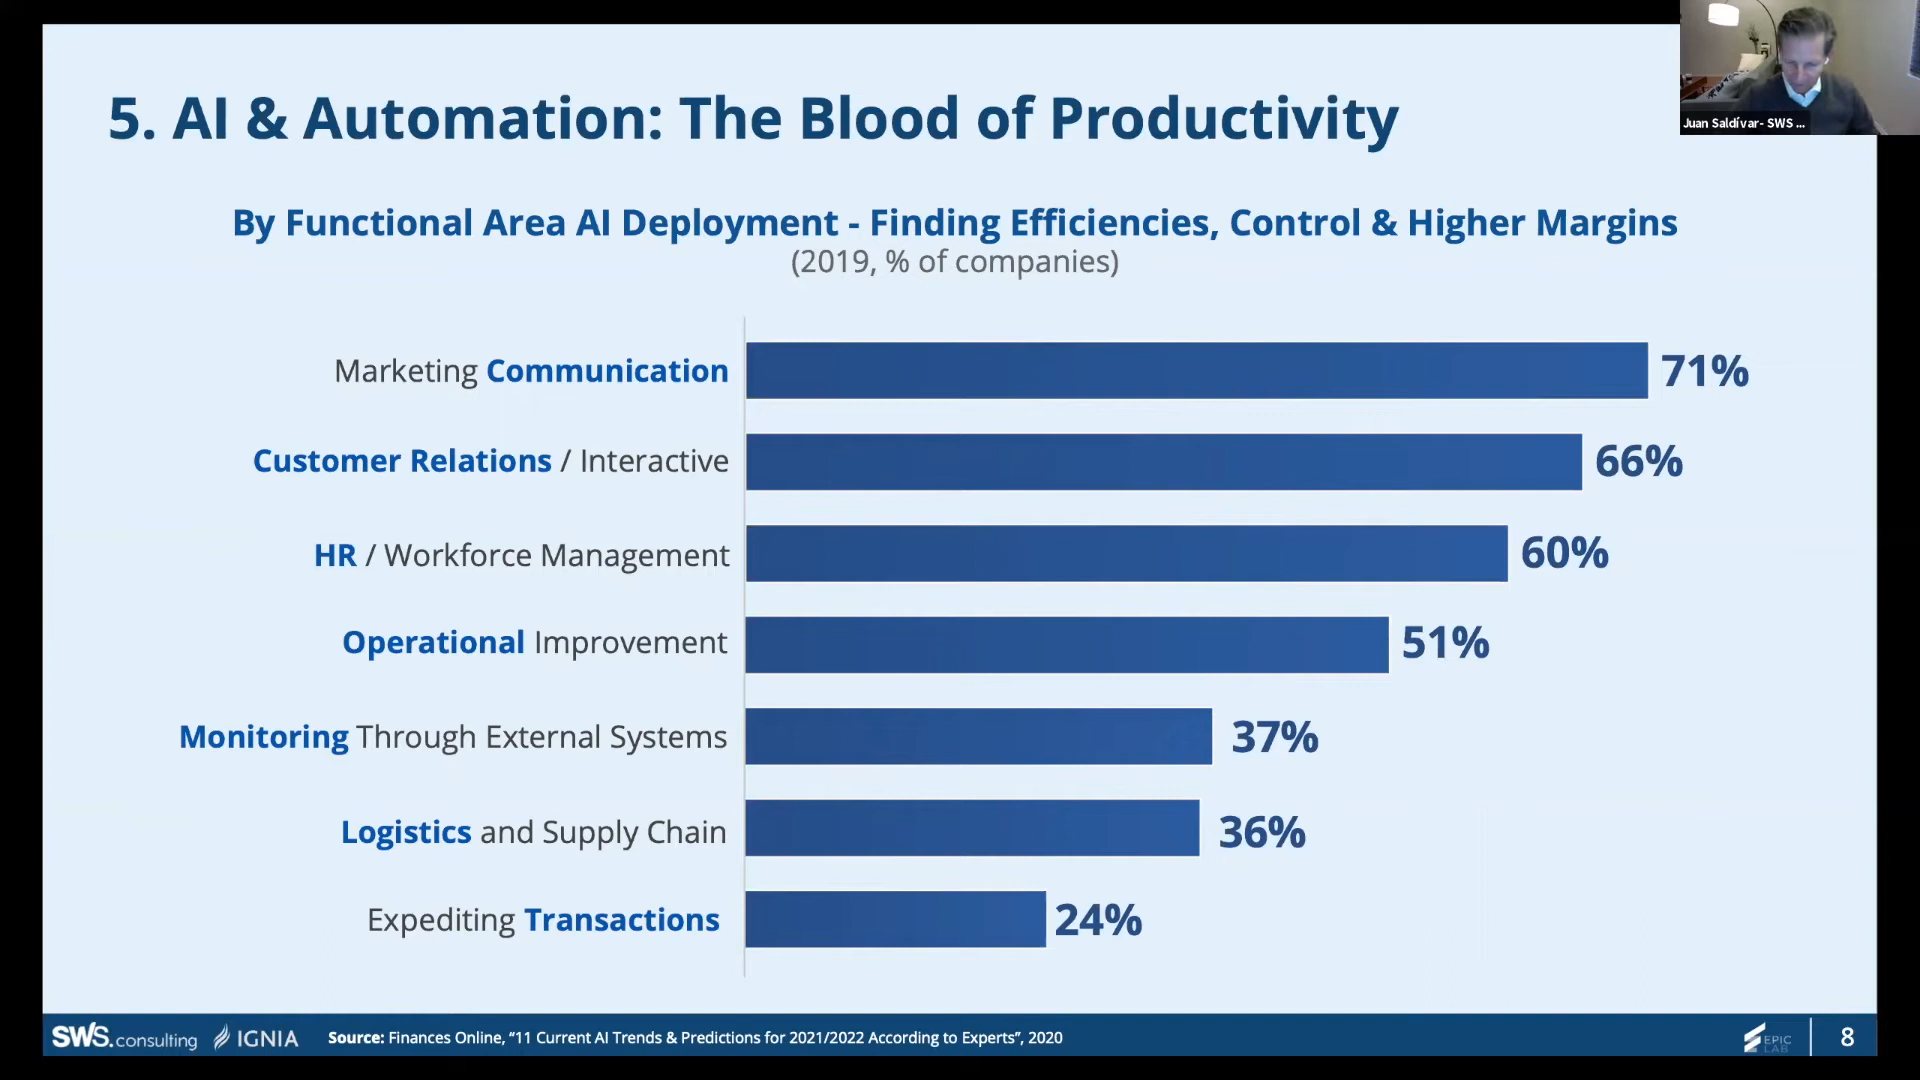 5. AI & Automation: The Blood of Productivity
Juan Saldívar- SWS ...
By Functional Area AI Deployment - Finding Efficiencies, Control & Higher Margins
(2019, % of companies)
Marketing Communication 71%
Customer Relations / Interactive 66%
HR / Workforce Management 60%
Operational Improvement 51%
Monitoring Through External Systems 37%
Logistics and Supply Chain 36%
Expediting Transactions 24%
SWS.consulting IGNIA Source: Finances Online, “11 Current AI Trends & Predictions for 2021/2022 According to Experts”, 2020 EPIC LAB 8